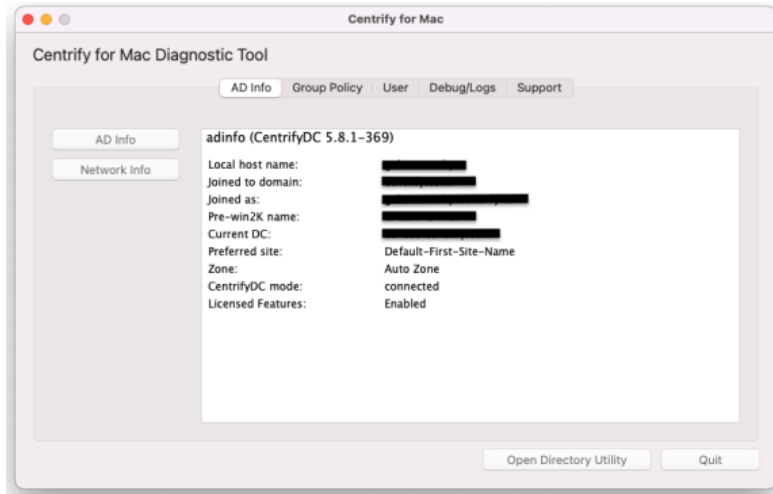 Centrify for Mac
Centrify for Mac Diagnostic Tool
AD Info Group Policy User Debug/Logs Support
AD Info
Network Info
adinfo (CentrifyDC 5.8.1-369)
Local host name:
Joined to domain:
Joined as:
Pre-win2K name:
Current DC:
Preferred site: Default-First-Site-Name
Zone: Auto Zone
CentrifyDC mode: connected
Licensed Features: Enabled
Open Directory Utility Quit